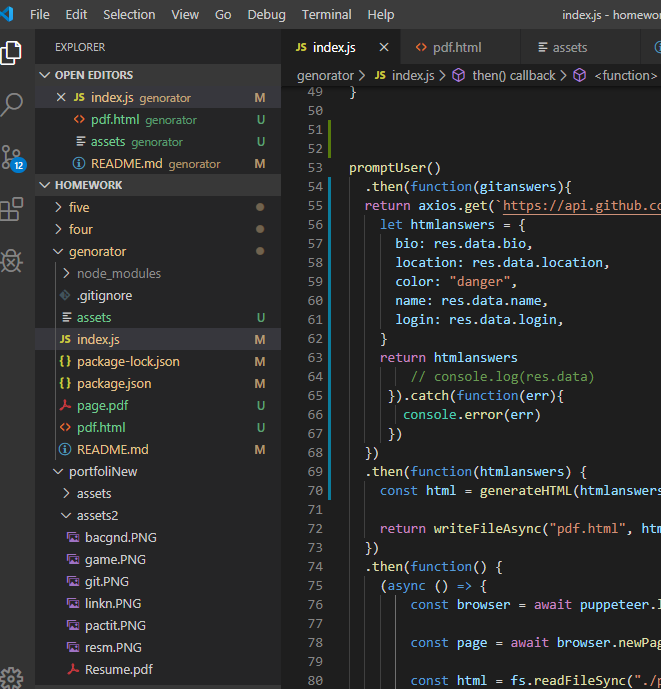 File Edit Selection View Go Debug Terminal Help index.js - homewor
EXPLORER
OPEN EDITORS
JS index.js genorator M
<> pdf.html genorator U
assets genorator U
README.md genorator M
12
HOMEWORK
five
four
genorator
node_modules
.gitignore
assets U
JS index.js M
{} package-lock.json M
{} package.json M
page.pdf U
<> pdf.html U
README.md M
portfoliNew
assets
assets2
bacgnd.PNG
game.PNG
git.PNG
linkn.PNG
pactit.PNG
resm.PNG
Resume.pdf
JS index.js × <> pdf.html assets
genorator > JS index.js > then() callback > <function>
49 }
50
51
52
53 promptUser()
54 .then(function(gitanswers){
55 return axios.get(`https://api.github.co
56 let htmlanswers = {
57 bio: res.data.bio,
58 location: res.data.location,
59 color: "danger",
60 name: res.data.name,
61 login: res.data.login,
62 }
63 return htmlanswers
64 // console.log(res.data)
65 }).catch(function(err){
66 console.error(err)
67 })
68 })
69 .then(function(htmlanswers) {
70 const html = generateHTML(htmlanswers
71
72 return writeFileAsync("pdf.html", htm
73 })
74 .then(function() {
75 (async () => {
76 const browser = await puppeteer.l
77
78 const page = await browser.newPag
79
80 const html = fs.readFileSync("./p